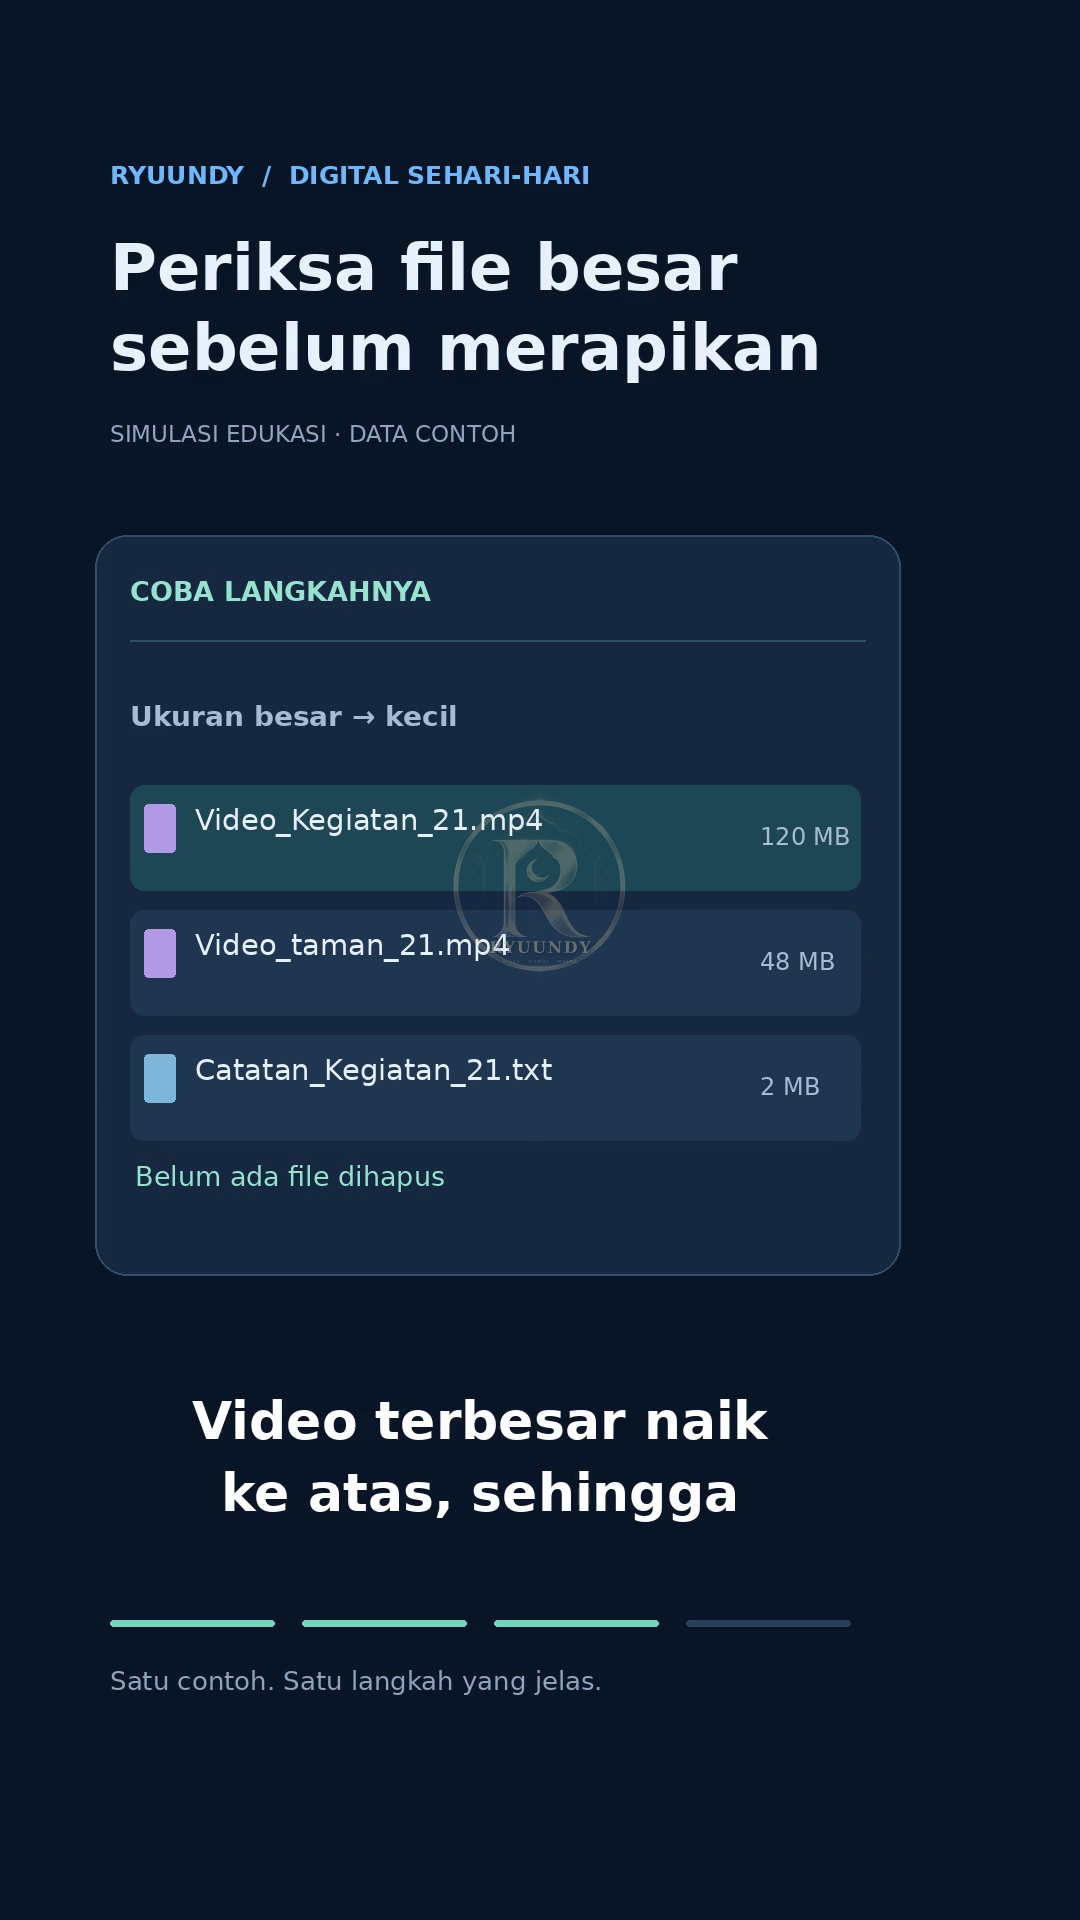 RYUUNDY / DIGITAL SEHARI-HARI
Periksa file besar
sebelum merapikan
SIMULASI EDUKASI · DATA CONTOH
COBA LANGKAHNYA
Ukuran besar → kecil
Video_Kegiatan_21.mp4
120 MB
Video_taman_21.mp4
48 MB
RYUUNDY
Catatan_Kegiatan_21.txt
2 MB
Belum ada file dihapus
Video terbesar naik
ke atas, sehingga
Satu contoh. Satu langkah yang jelas.